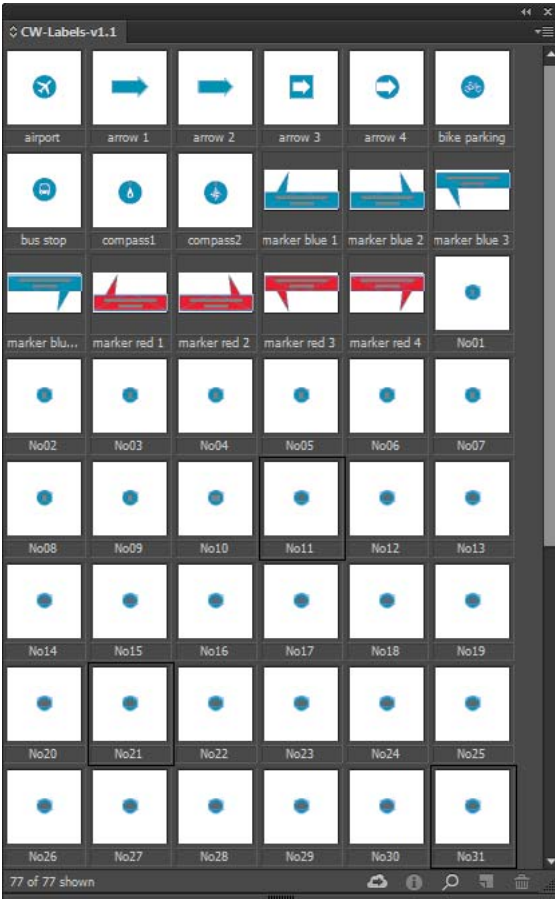 CW-Labels-v1.1
airport arrow 1 arrow 2 arrow 3 arrow 4 bike parking
bus stop compass1 compass2 marker blue 1 marker blue 2 marker blue 3
marker blu... marker red 1 marker red 2 marker red 3 marker red 4 No01
No02 No03 No04 No05 No06 No07
No08 No09 No10 No11 No12 No13
No14 No15 No16 No17 No18 No19
No20 No21 No22 No23 No24 No25
No26 No27 No28 No29 No30 No31
77 of 77 shown